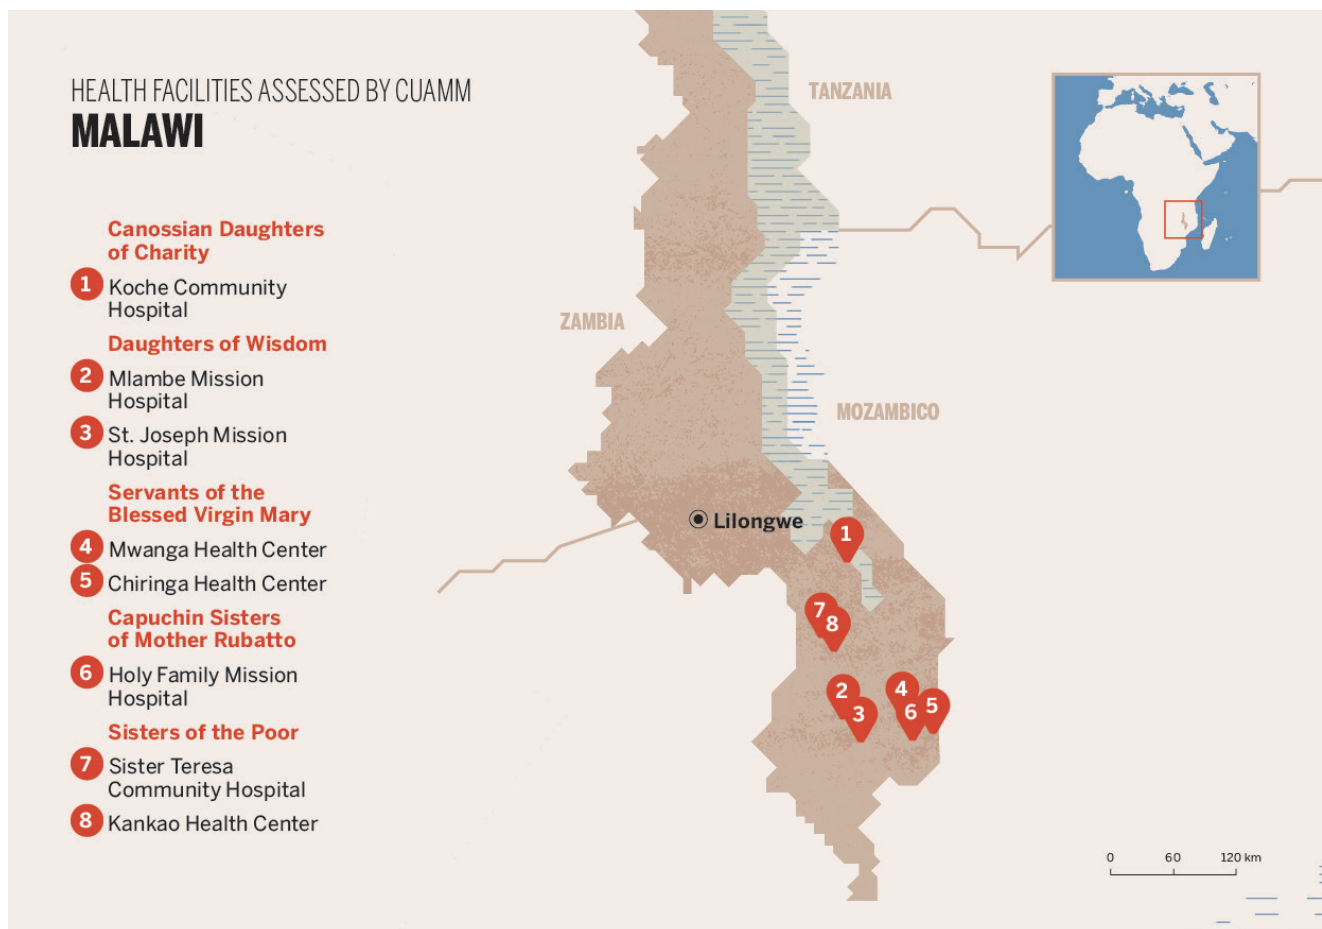 HEALTH FACILITIES ASSESSED BY CUAMM
MALAWI
Canossian Daughters
of Charity
1 Koche Community
Hospital
Daughters of Wisdom
2 Mlambe Mission
Hospital
3 St. Joseph Mission
Hospital
Servants of the
Blessed Virgin Mary
4 Mwanga Health Center
5 Chiringa Health Center
Capuchin Sisters
of Mother Rubatto
6 Holy Family Mission
Hospital
Sisters of the Poor
7 Sister Teresa
Community Hospital
8 Kankao Health Center
TANZANIA
ZAMBIA
MOZAMBICO
Lilongwe
1
7
8
2
3
4
6
5
0 60 120 km